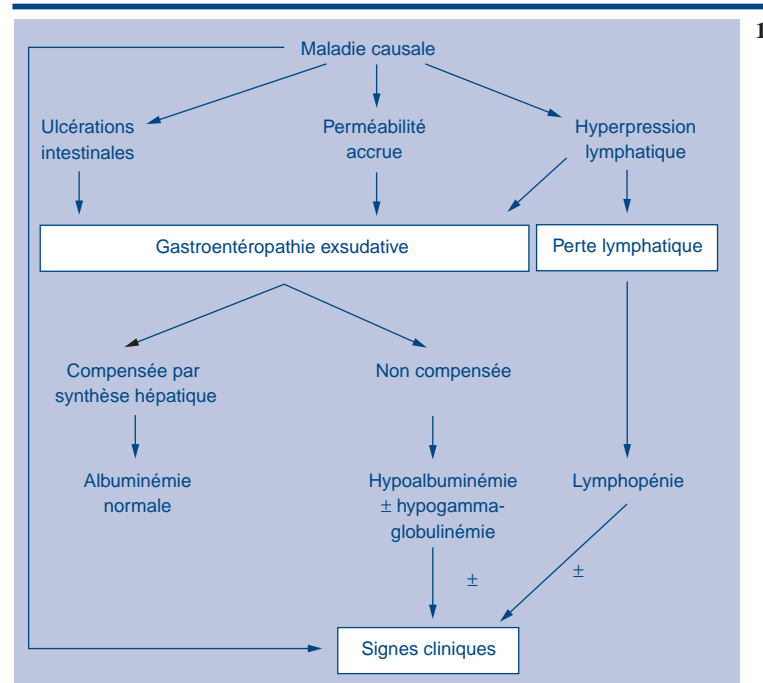 1
Maladie causale
Ulcérations
intestinales
Perméabilité
accrue
Hyperpression
lymphatique
Gastroentéropathie exsudative
Perte lymphatique
Compensée par
synthèse hépatique
Non compensée
Albuminémie
normale
Hypoalbuminémie
± hypogamma-
globulinémie
Lymphopénie
±
±
Signes cliniques